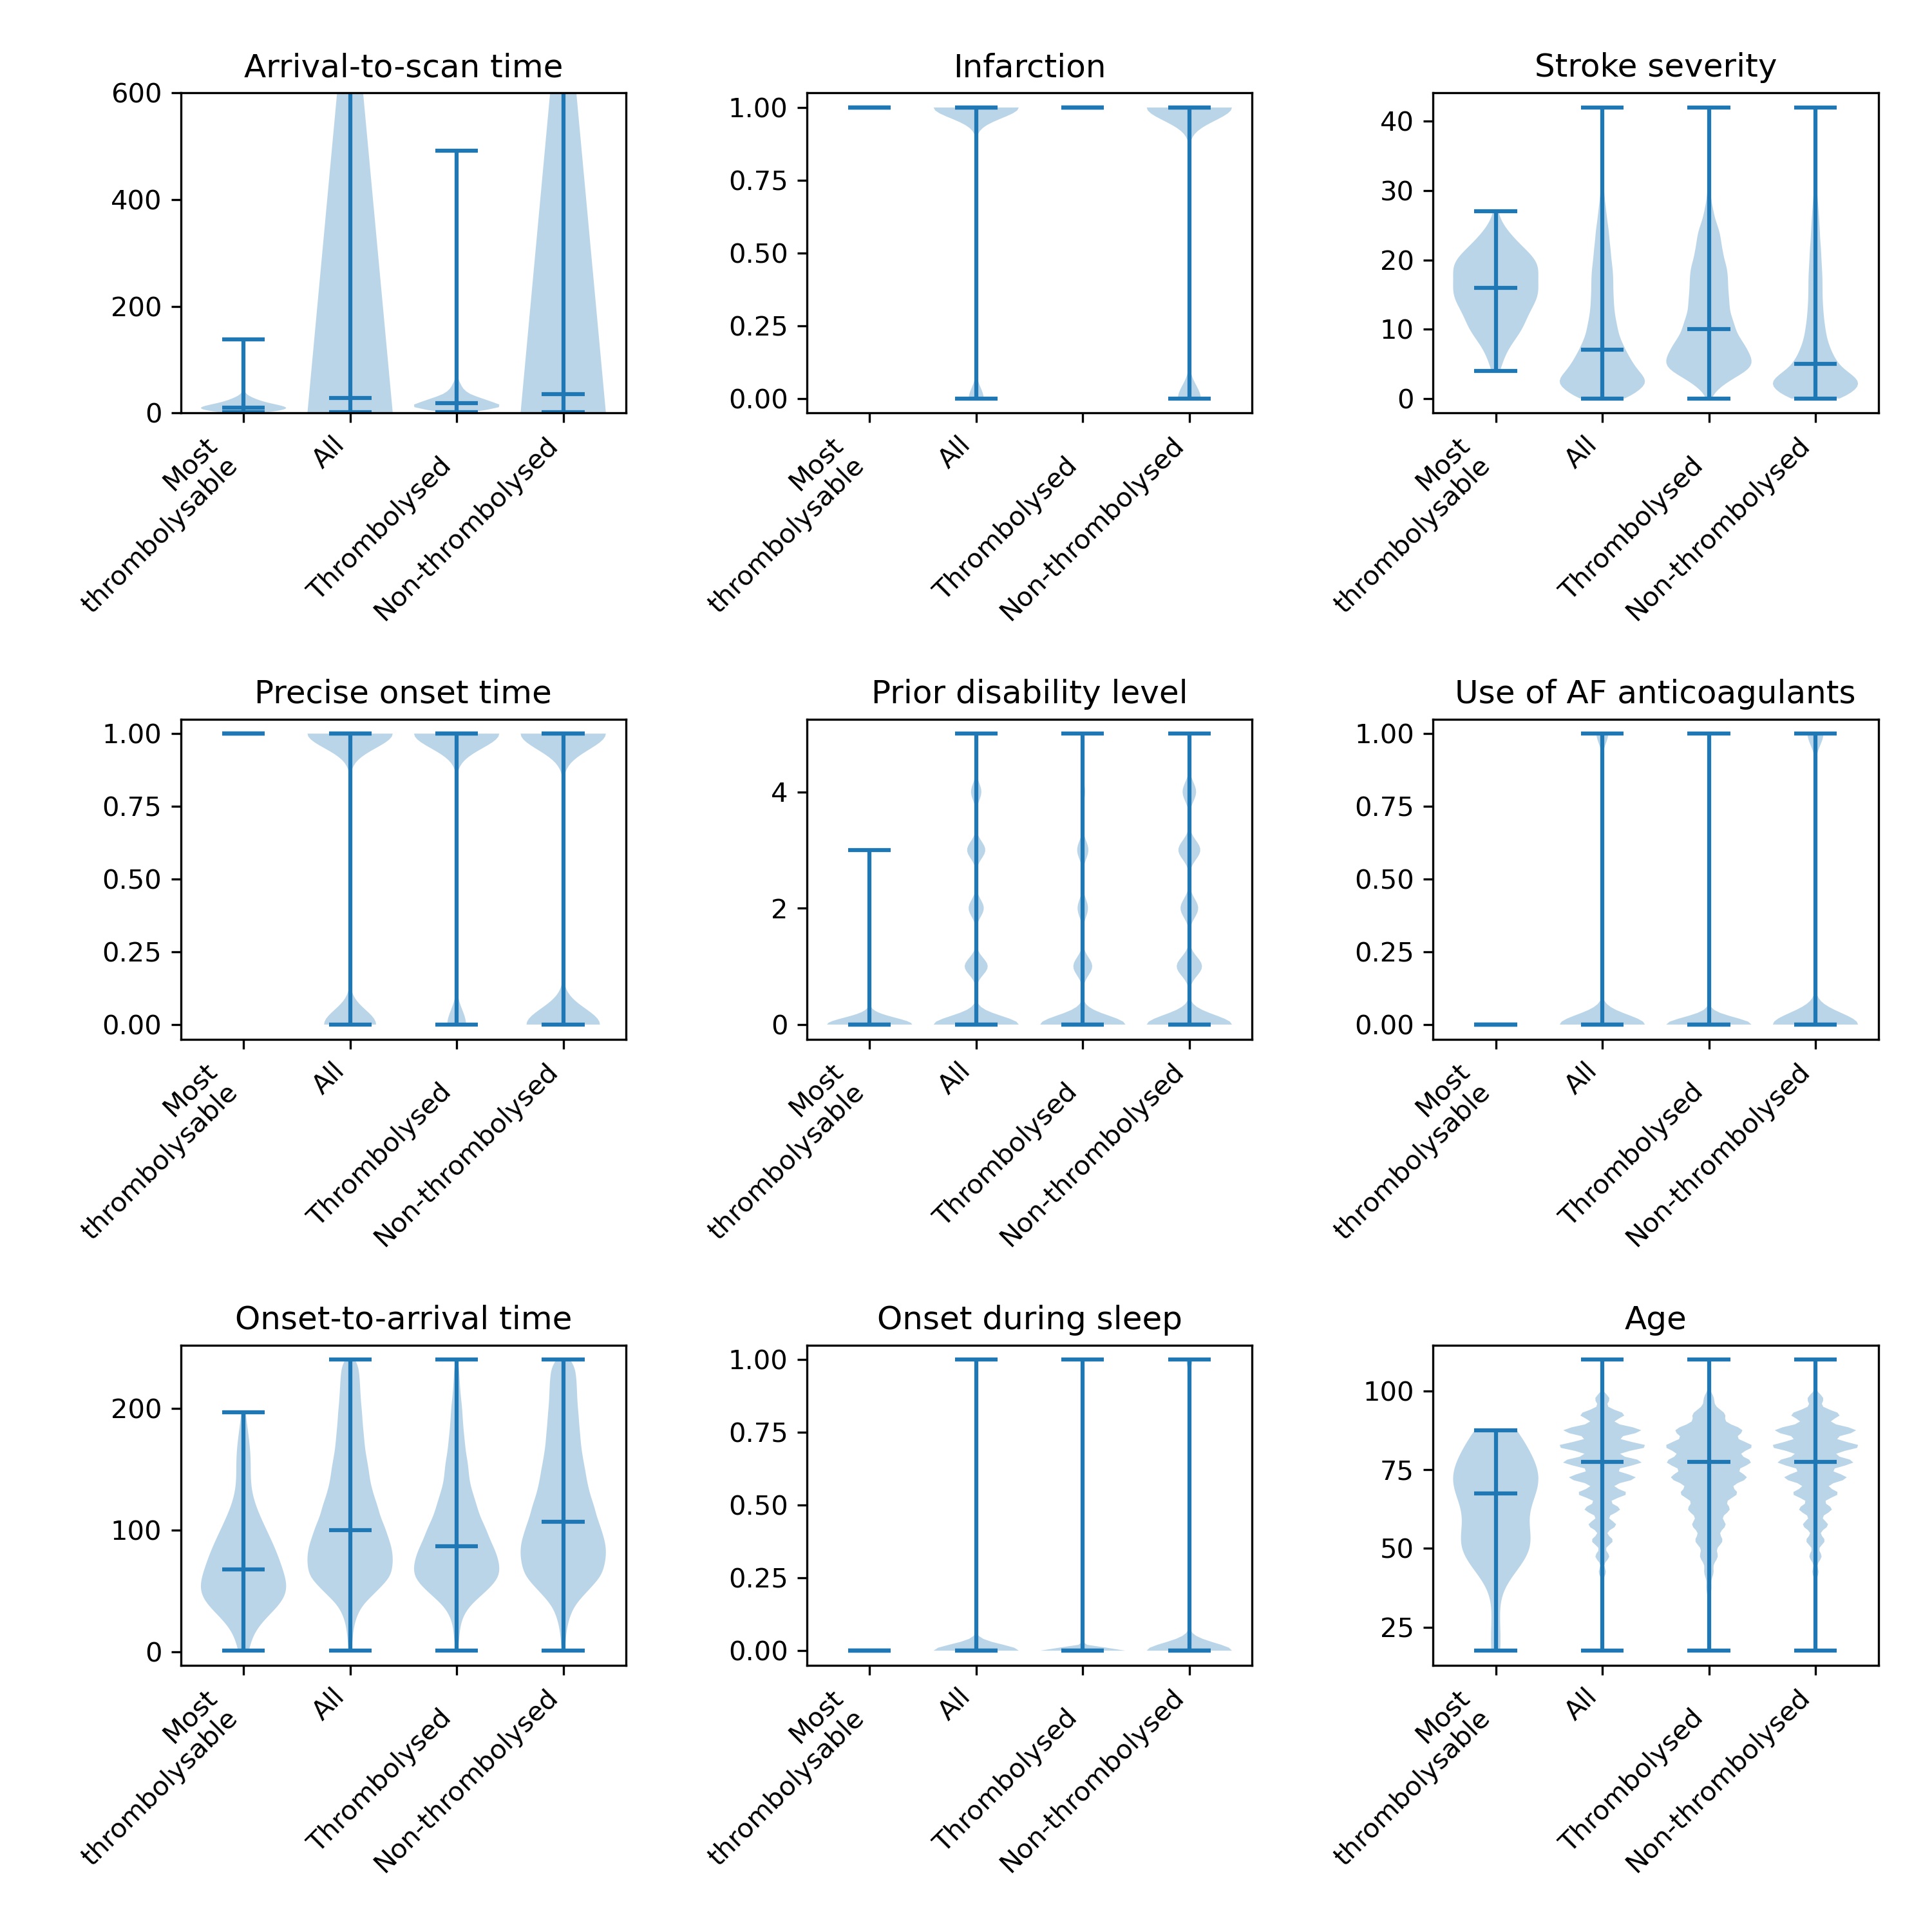 Arrival-to-scan time
600
400
200
0
Most
thrombolysable
All
Thrombolysed
Non-thrombolysed
Infarction
1.00
0.75
0.50
0.25
0.00
Most
thrombolysable
All
Thrombolysed
Non-thrombolysed
Stroke severity
40
30
20
10
0
Most
thrombolysable
All
Thrombolysed
Non-thrombolysed
Precise onset time
1.00
0.75
0.50
0.25
0.00
Most
thrombolysable
All
Thrombolysed
Non-thrombolysed
Prior disability level
4
2
0
Most
thrombolysable
All
Thrombolysed
Non-thrombolysed
Use of AF anticoagulants
1.00
0.75
0.50
0.25
0.00
Most
thrombolysable
All
Thrombolysed
Non-thrombolysed
Onset-to-arrival time
200
100
0
Most
thrombolysable
All
Thrombolysed
Non-thrombolysed
Onset during sleep
1.00
0.75
0.50
0.25
0.00
Most
thrombolysable
All
Thrombolysed
Non-thrombolysed
Age
100
75
50
25
Most
thrombolysable
All
Thrombolysed
Non-thrombolysed